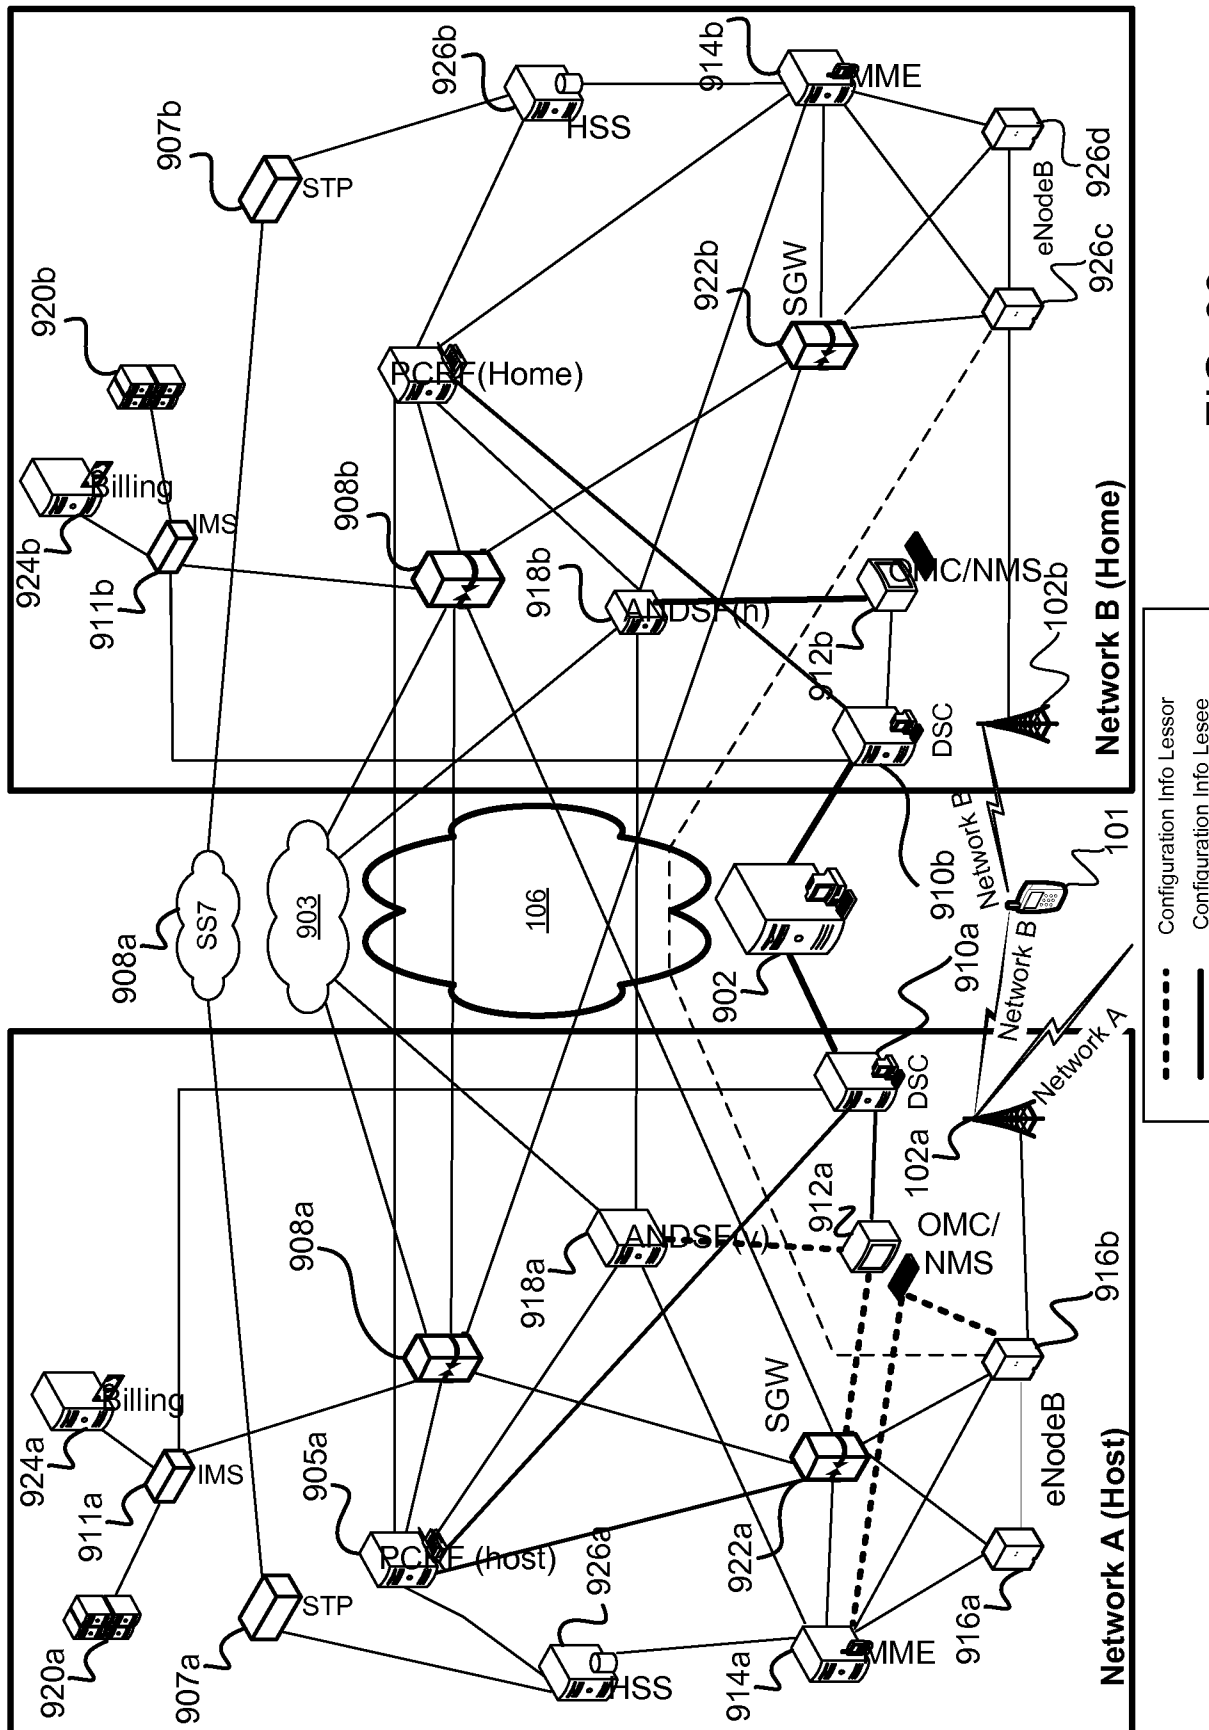 924b
Billing
920b
907b
STP
926b
HSS
914b
MME
911b
IMS
PCRF(Home)
908b
918b
ANDSF(h)
922b
SGW
eNodeB
926d
926c
912b
OMC/NMS
102b
DSC
Network B (Home)
908a
SS7
903
106
902
910b
910a
Network B
Network B
Network A
101
920a
911a
924a
Billing
IMS
907a
STP
905a
PCRF (host)
926a
HSS
908a
918a
ANDSF(v)
912a
DSC
102a
OMC/
NMS
SGW
922a
914a
MME
916a
916b
eNodeB
Network A (Host)
Configuration Info Lessor
Configuration Info Lesee